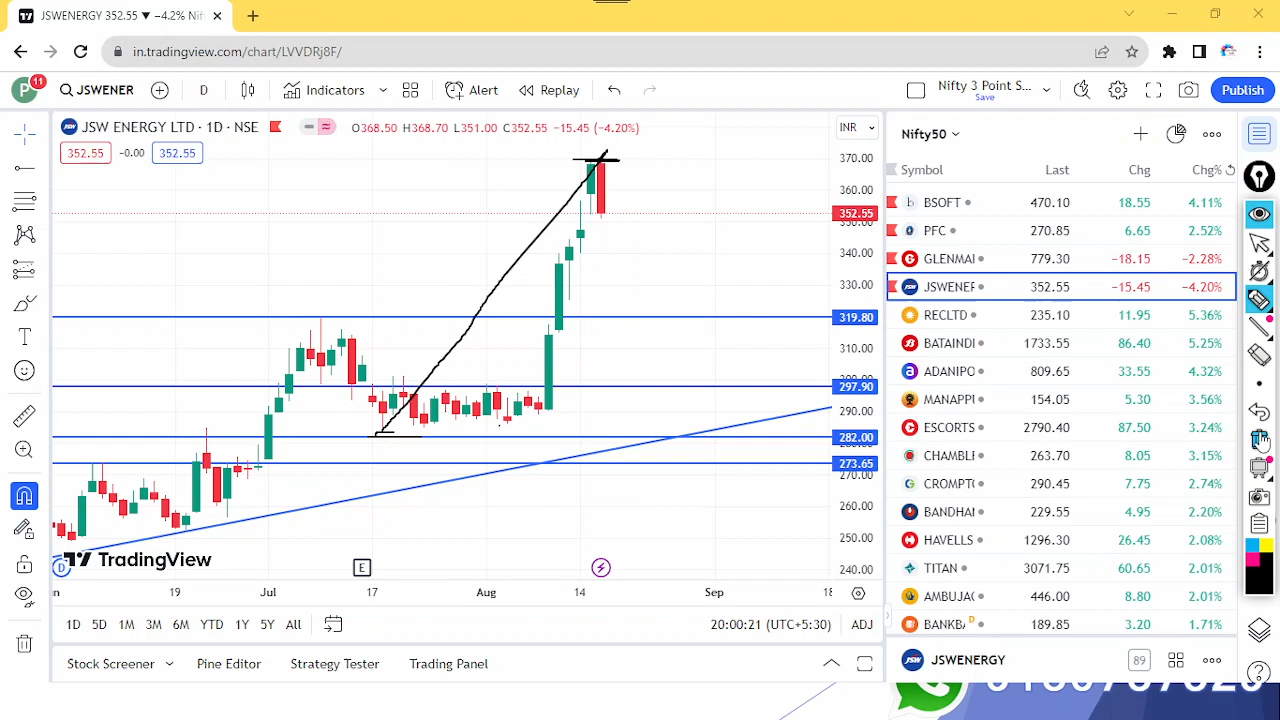 JSWENERGY 352.55 ▼ −4.2% Nif
in.tradingview.com/chart/LVVDRj8F/
P 11 JSWENER D Indicators Alert Replay Nifty 3 Point S... Save Publish
JSW ENERGY LTD · 1D · NSE O368.50 H368.70 L351.00 C352.55 −15.45 (−4.20%) INR
352.55 -0.00 352.55
370.00
360.00
352.55
340.00
330.00
319.80
310.00
297.90
290.00
282.00
273.65
270.00
260.00
250.00
240.00
TradingView
D E
19 Jul 17 Aug 14 Sep 18
1D 5D 1M 3M 6M YTD 1Y 5Y All 20:00:21 (UTC+5:30) ADJ
Stock Screener Pine Editor Strategy Tester Trading Panel
Nifty50
Symbol Last Chg Chg%
BSOFT 470.10 18.55 4.11%
PFC 270.85 6.65 2.52%
GLENMAI 779.30 −18.15 −2.28%
JSWENEF 352.55 −15.45 −4.20%
RECLTD 235.10 11.95 5.36%
BATAINDI 1733.55 86.40 5.25%
ADANIPO 809.65 33.55 4.32%
MANAPPI 154.05 5.30 3.56%
ESCORTS 2790.40 87.50 3.24%
CHAMBLE 263.70 8.05 3.15%
CROMPT 290.45 7.75 2.74%
BANDHAI 229.55 4.95 2.20%
HAVELLS 1296.30 26.45 2.08%
TITAN 3071.75 60.65 2.01%
AMBUJAC 446.00 8.80 2.01%
BANKBA D 189.85 3.20 1.71%
JSW JSWENERGY 89